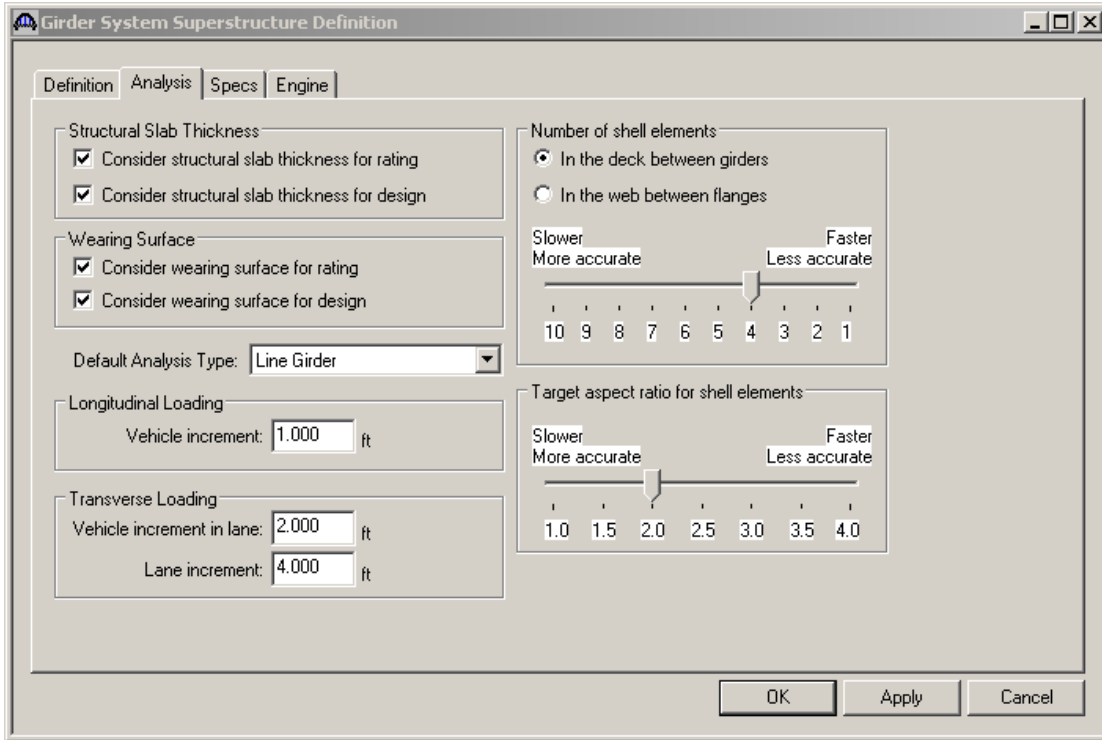 Girder System Superstructure Definition
Definition Analysis Specs Engine
Structural Slab Thickness
Consider structural slab thickness for rating
Consider structural slab thickness for design
Wearing Surface
Consider wearing surface for rating
Consider wearing surface for design
Default Analysis Type: Line Girder
Longitudinal Loading
Vehicle increment: 1.000 ft
Transverse Loading
Vehicle increment in lane: 2.000 ft
Lane increment: 4.000 ft
Number of shell elements
In the deck between girders
In the web between flanges
Slower Faster
More accurate Less accurate
10 9 8 7 6 5 4 3 2 1
Target aspect ratio for shell elements
Slower Faster
More accurate Less accurate
1.0 1.5 2.0 2.5 3.0 3.5 4.0
OK Apply Cancel